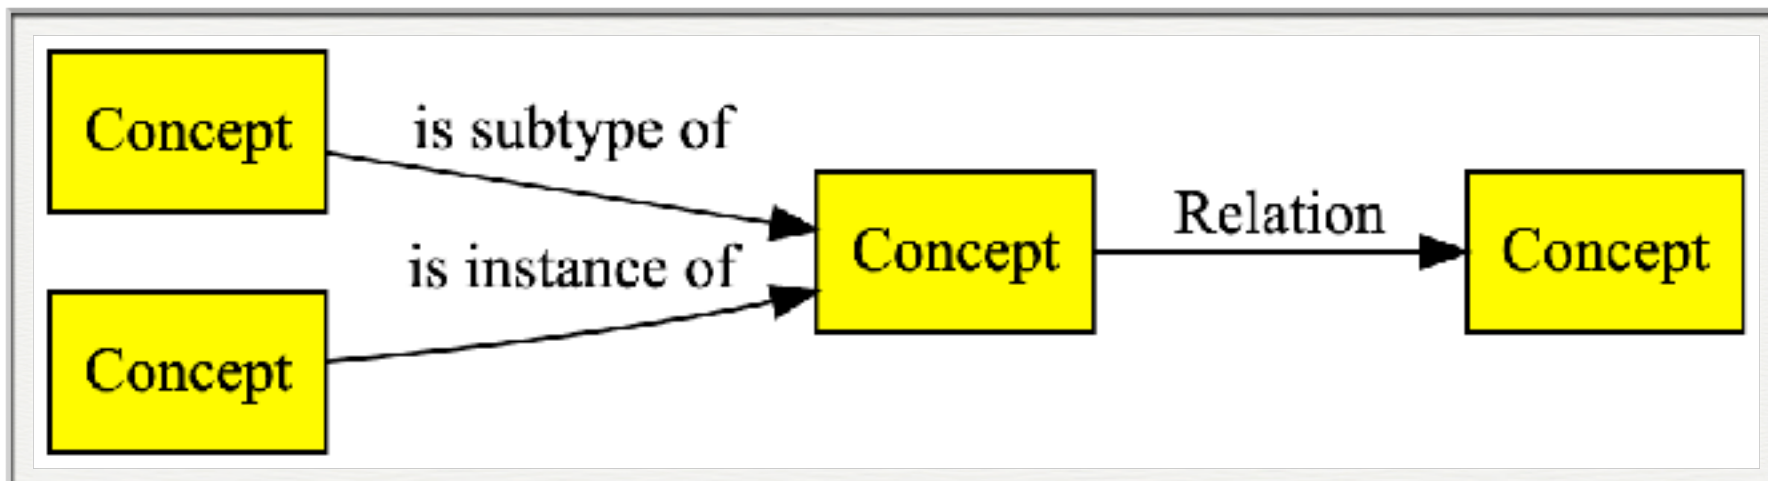 Concept
is subtype of
Concept
is instance of
Concept
Relation
Concept